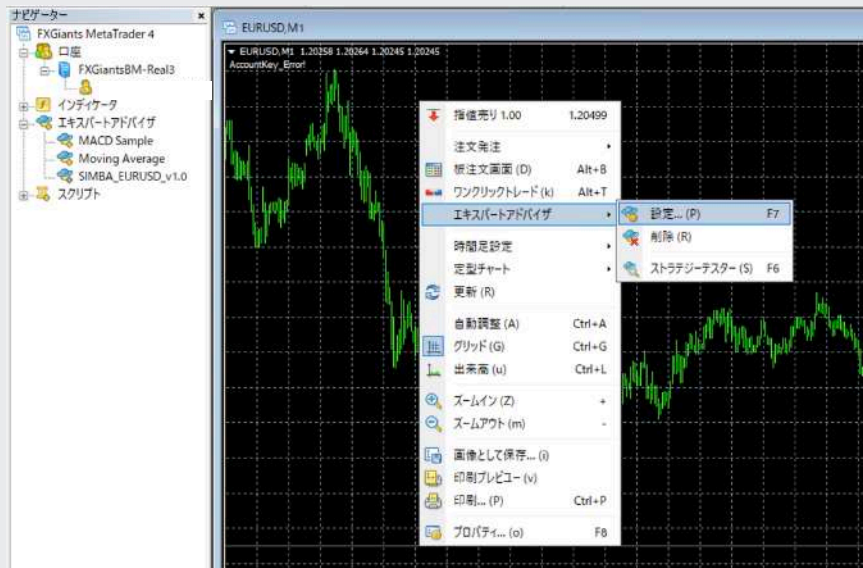 ナビゲーター
FXGiants MetaTrader 4
口座
FXGiantsBM-Real3
インディケータ
エキスパートアドバイザ
MACD Sample
Moving Average
SIMBA_EURUSD_v1.0
スクリプト
EURUSD,M1
EURUSD,M1 1.20258 1.20264 1.20245 1.20245
AccountKey_Error!
指値売り 1.00 1.20499
注文発注
板注文画面 (D) Alt+B
ワンクリックトレード (k) Alt+T
エキスパートアドバイザ
設定... (P) F7
削除 (R)
ストラテジーテスター (S) F6
時間足設定
定型チャート
更新 (R)
自動調整 (A) Ctrl+A
グリッド (G) Ctrl+G
出来高 (u) Ctrl+L
ズームイン (Z) +
ズームアウト (m) -
画像として保存... (i)
印刷プレビュー (v)
印刷... (P) Ctrl+P
プロパティ... (o) F8